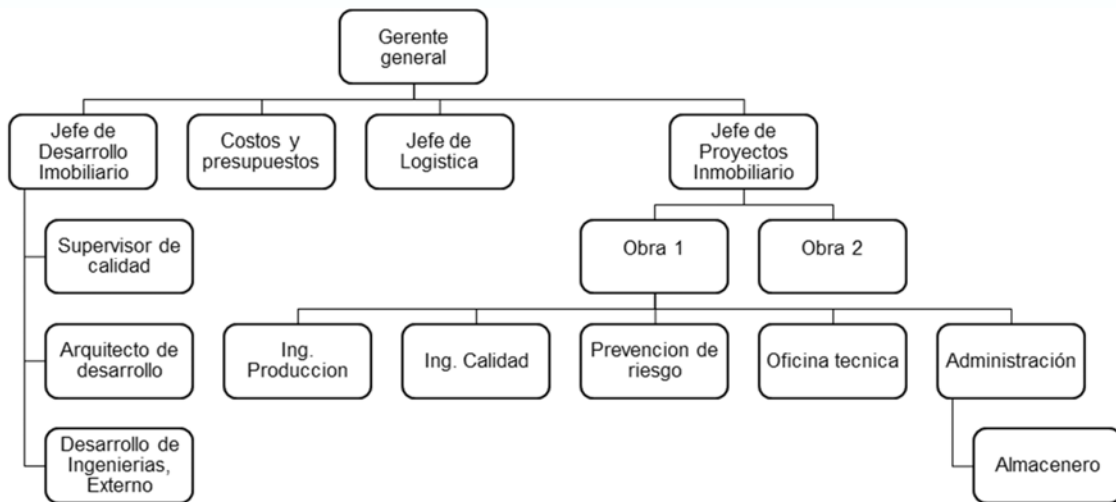 Gerente
general
Jefe de
Desarrollo
Imobiliario
Costos y
presupuestos
Jefe de
Logistica
Jefe de
Proyectos
Inmobiliario
Supervisor de
calidad
Obra 1
Obra 2
Arquitecto de
desarrollo
Ing.
Produccion
Ing. Calidad
Prevencion de
riesgo
Oficina tecnica
Administración
Desarrollo de
Ingenierias,
Externo
Almacenero